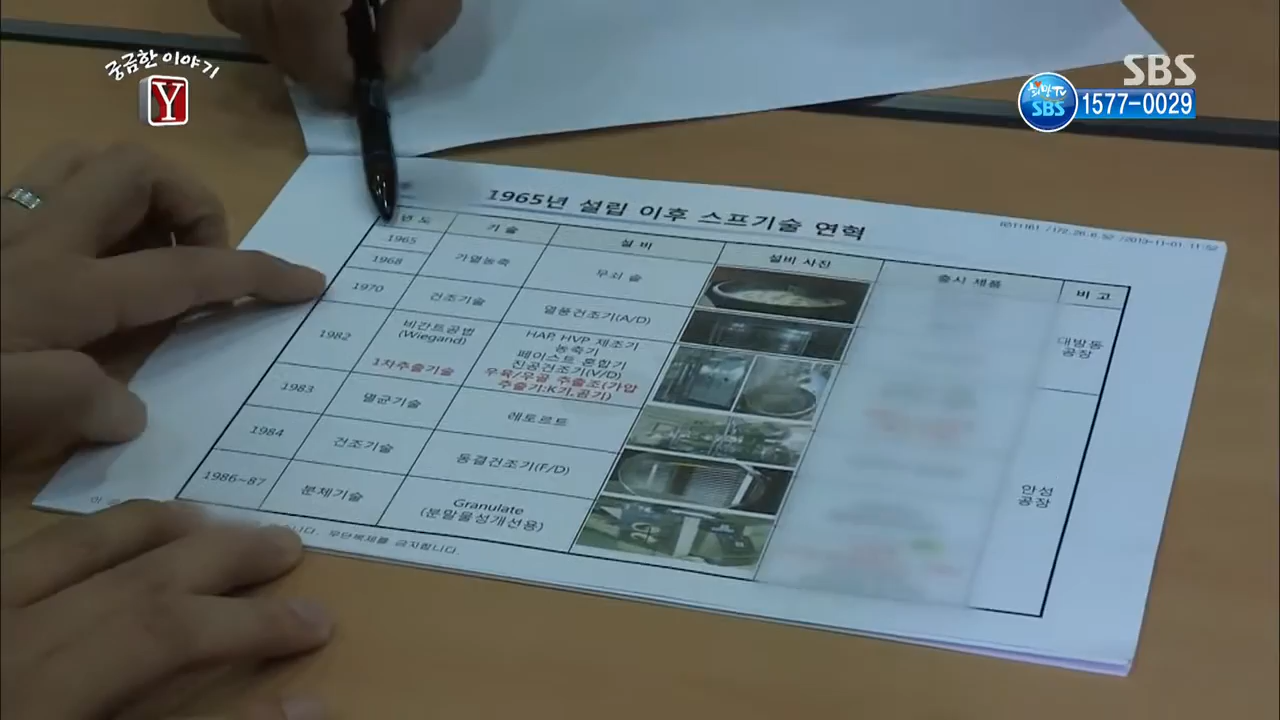 궁금한 이야기
Y
SBS
희망TV
SBS
1577-0029
1965년 설립 이후 스프기술 연혁
년 도
기 술
설 비
설비 사진
출시 제품
비 고
1965
1968
가열농축
무쇠 솥
1970
건조기술
열풍건조기(A/D)
1982
비간트공법
(Wiegand)
1차추출기술
HAP, HVP 제조기
농축기
페이스트 혼합기
진공건조기(V/D)
우육/우골 추출조(가압
추출기:K기,공기)
대방동
공장
1983
멸균기술
레토르트
1984
건조기술
동결건조기(F/D)
1986~87
분체기술
Granulate
(분말물성개선용)
안성
공장
무단복제를 금지합니다.